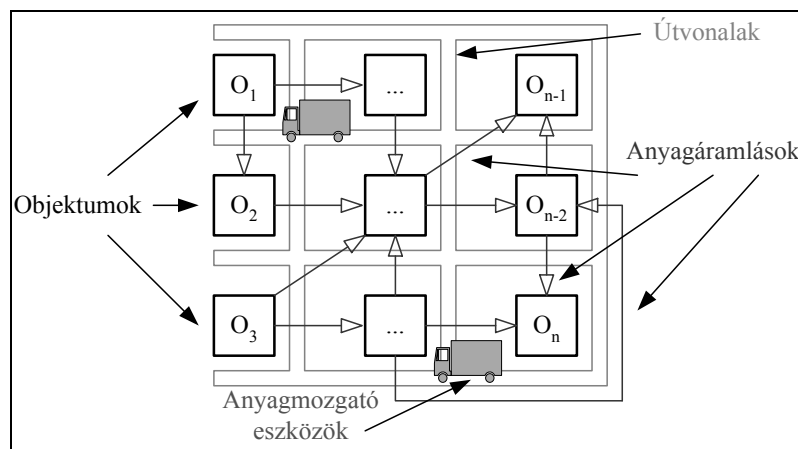 Útvonalak
O1
...
On-1
Anyagáramlások
Objektumok
O2
...
On-2
O3
...
On
Anyagmozgató
eszközök